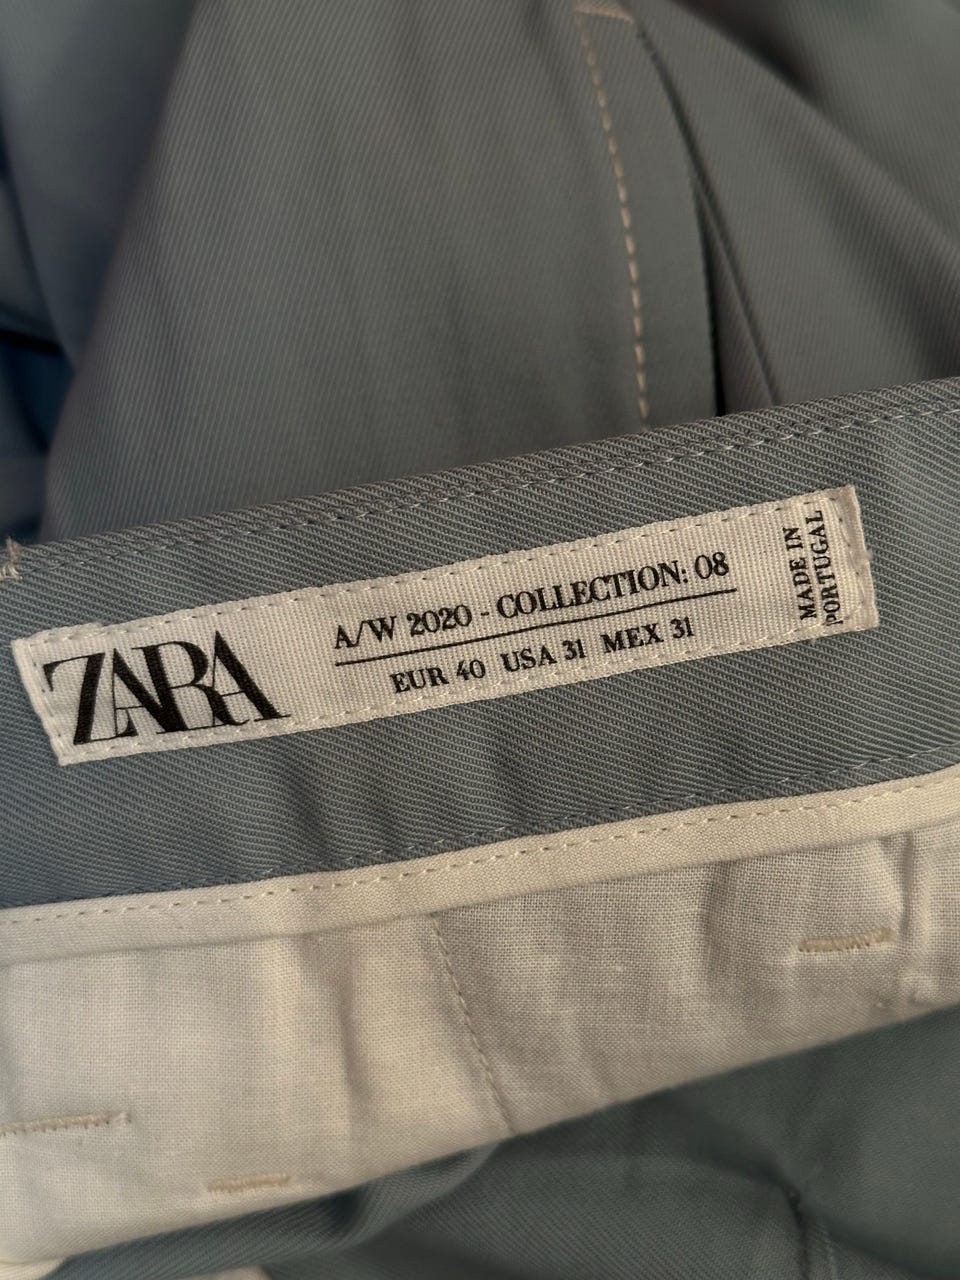 ZARA
A/W 2020 - COLLECTION: 08
EUR 40 USA 31 MEX 31
MADE IN
PORTUGAL